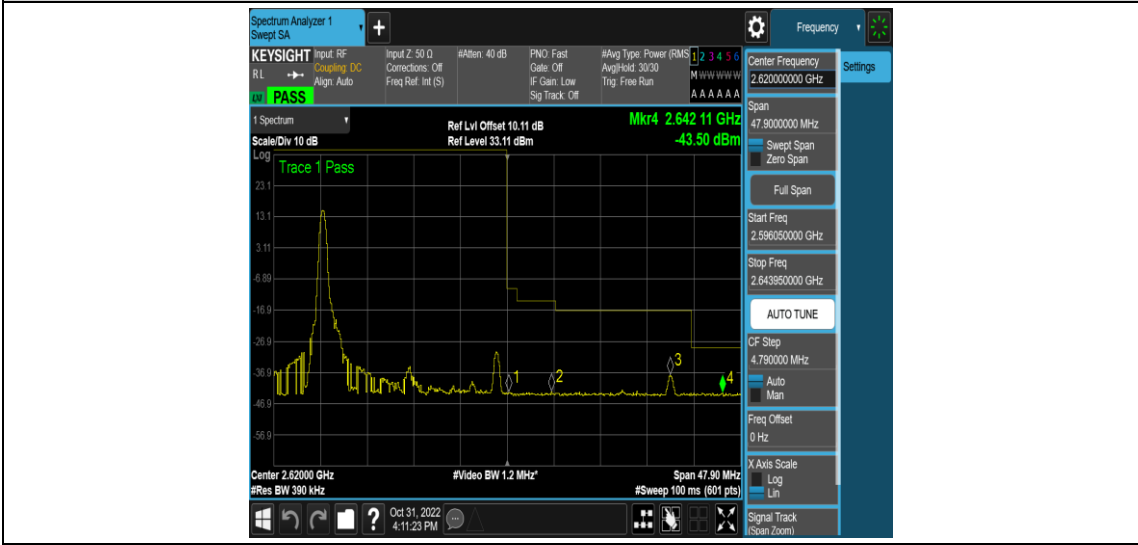 Spectrum Analyzer 1
Swept SA
+
Frequency
KEYSIGHT
RL
LM PASS
Input: RF
Coupling: DC
Align: Auto
Input Z: 50 Ω
Corrections: Off
Freq Ref: Int (S)
#Atten: 40 dB
PNO: Fast
Gate: Off
IF Gain: Low
Sig Track: Off
#Avg Type: Power (RMS
Avg|Hold: 30/30
Trig: Free Run
1 2 3 4 5 6
M W W W W W
A A A A A A
1 Spectrum
Scale/Div 10 dB
Ref Lvl Offset 10.11 dB
Ref Level 33.11 dBm
Mkr4 2.642 11 GHz
-43.50 dBm
Log
Trace 1 Pass
23.1
13.1
3.11
-6.89
-16.9
-26.9
-36.9
-46.9
-56.9
1
2
3
4
Center 2.62000 GHz
#Video BW 1.2 MHz*
Span 47.90 MHz
#Res BW 390 kHz
#Sweep 100 ms (601 pts)
?
Oct 31, 2022
4:11:23 PM
Center Frequency
2.620000000 GHz
Settings
Span
47.9000000 MHz
Swept Span
Zero Span
Full Span
Start Freq
2.596050000 GHz
Stop Freq
2.643950000 GHz
AUTO TUNE
CF Step
4.790000 MHz
Auto
Man
Freq Offset
0 Hz
X Axis Scale
Log
Lin
Signal Track
(Span Zoom)